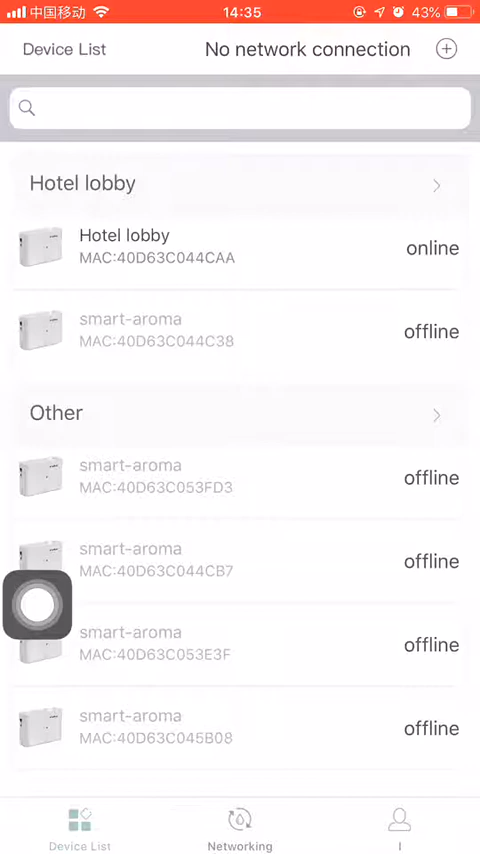 中国移动 14:35 43%
Device List No network connection
Hotel lobby
Hotel lobby
MAC:40D63C044CAA
online
smart-aroma
MAC:40D63C044C38
offline
Other
smart-aroma
MAC:40D63C053FD3
offline
smart-aroma
MAC:40D63C044CB7
offline
smart-aroma
MAC:40D63C053E3F
offline
smart-aroma
MAC:40D63C045B08
offline
Device List Networking I